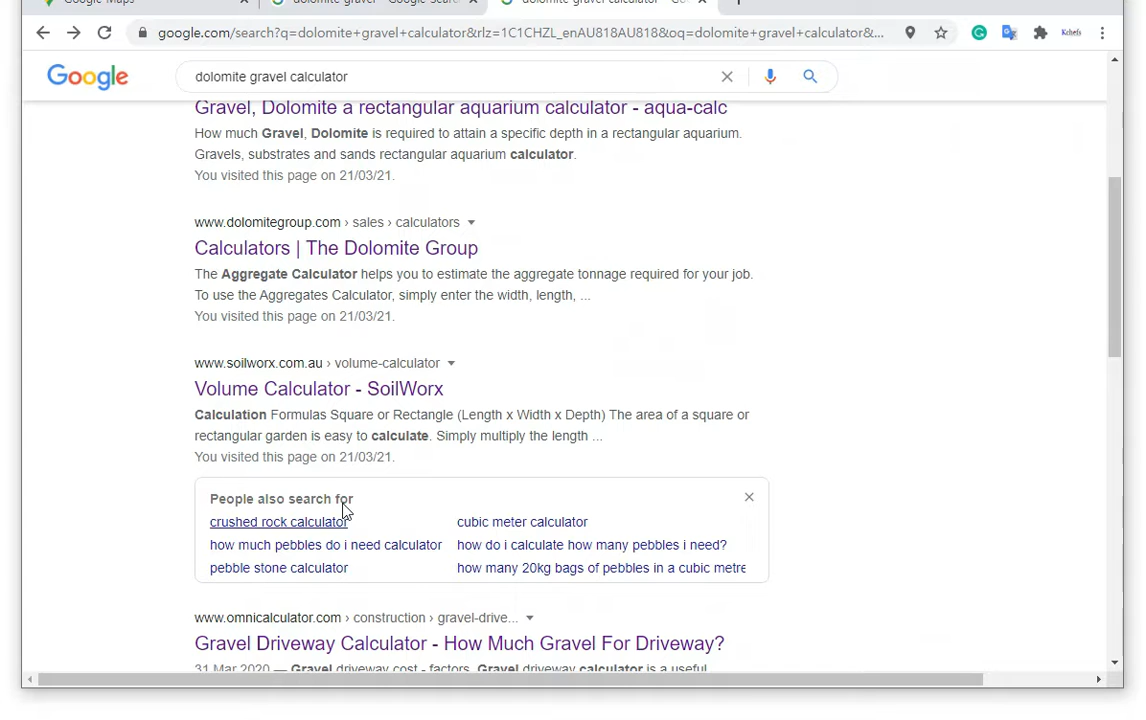 Google Maps
dolomite gravel - Google Search
dolomite gravel calculator - Go
google.com/search?q=dolomite+gravel+calculator&rlz=1C1CHZL_enAU818AU818&oq=dolomite+gravel+calculator&...
Kchefs
Google
dolomite gravel calculator
Gravel, Dolomite a rectangular aquarium calculator - aqua-calc
How much Gravel, Dolomite is required to attain a specific depth in a rectangular aquarium.
Gravels, substrates and sands rectangular aquarium calculator.
You visited this page on 21/03/21.
www.dolomitegroup.com › sales › calculators
Calculators | The Dolomite Group
The Aggregate Calculator helps you to estimate the aggregate tonnage required for your job.
To use the Aggregates Calculator, simply enter the width, length, ...
You visited this page on 21/03/21.
www.soilworx.com.au › volume-calculator
Volume Calculator - SoilWorx
Calculation Formulas Square or Rectangle (Length x Width x Depth) The area of a square or
rectangular garden is easy to calculate. Simply multiply the length ...
You visited this page on 21/03/21.
People also search for
crushed rock calculator
cubic meter calculator
how much pebbles do i need calculator
how do i calculate how many pebbles i need?
pebble stone calculator
how many 20kg bags of pebbles in a cubic metre
www.omnicalculator.com › construction › gravel-drive...
Gravel Driveway Calculator - How Much Gravel For Driveway?
31 Mar 2020 — Gravel driveway cost - factors. Gravel driveway calculator is a useful